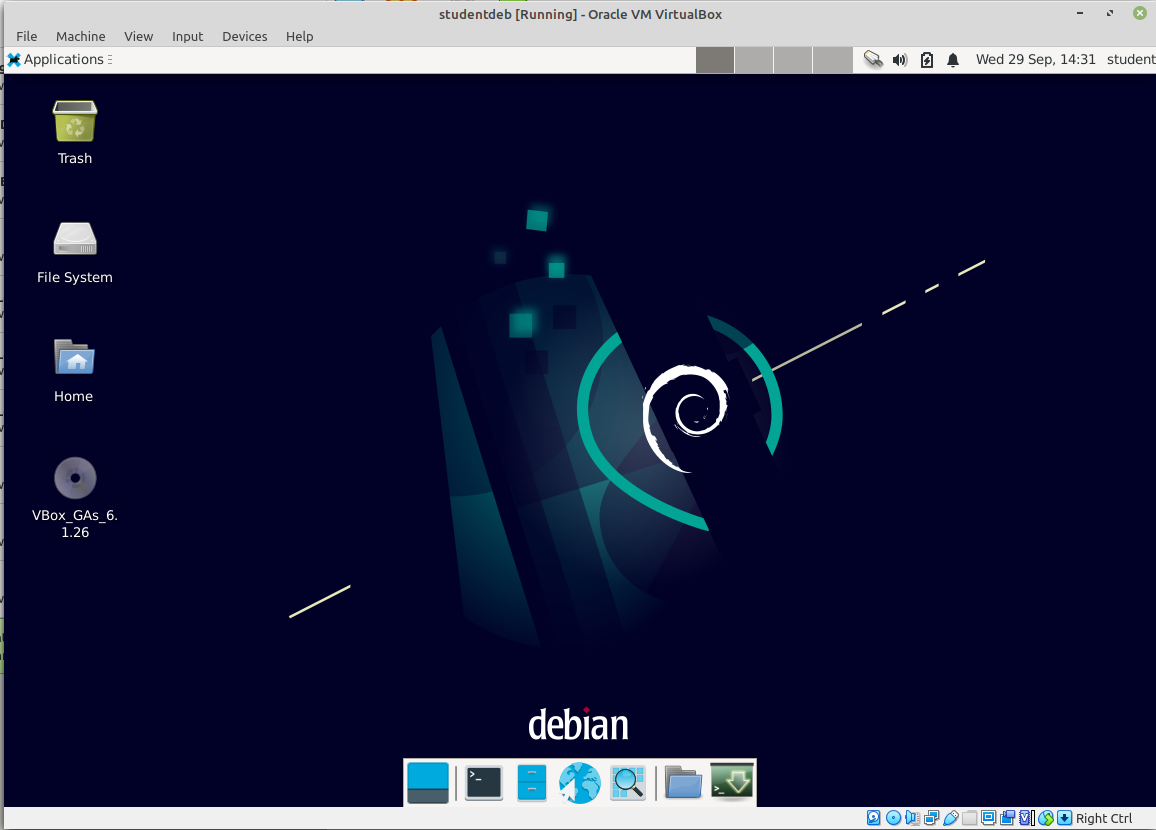 studentdeb [Running] - Oracle VM VirtualBox
File Machine View Input Devices Help
Applications
Wed 29 Sep, 14:31 student
Trash
File System
Home
VBox_GAs_6.
1.26
debian
Right Ctrl